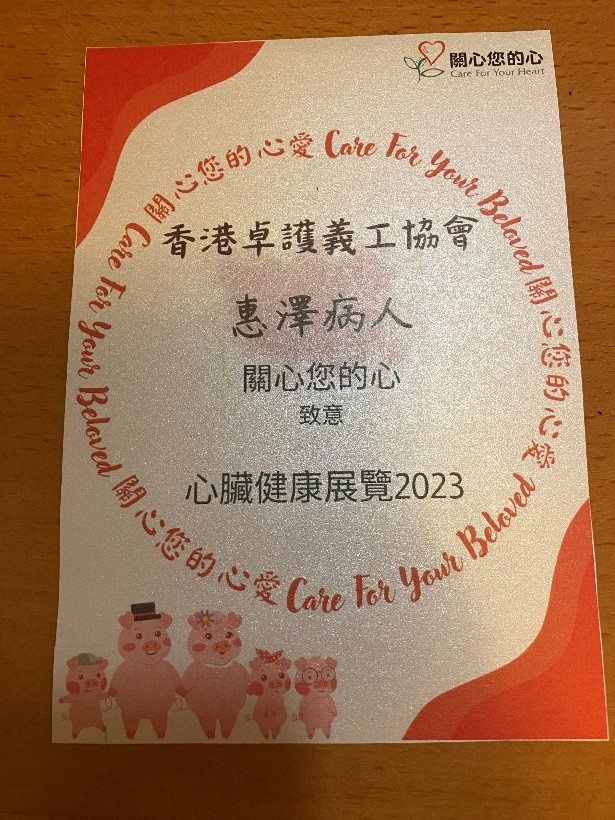 關心您的心
Care For Your Heart
關心您的心愛 Care For Your Beloved 關心您的心愛 Care For Your Beloved 關心您的心愛 Care For Your Beloved
香港卓護義工協會
惠澤病人
關心您的心
致意
心臟健康展覽2023